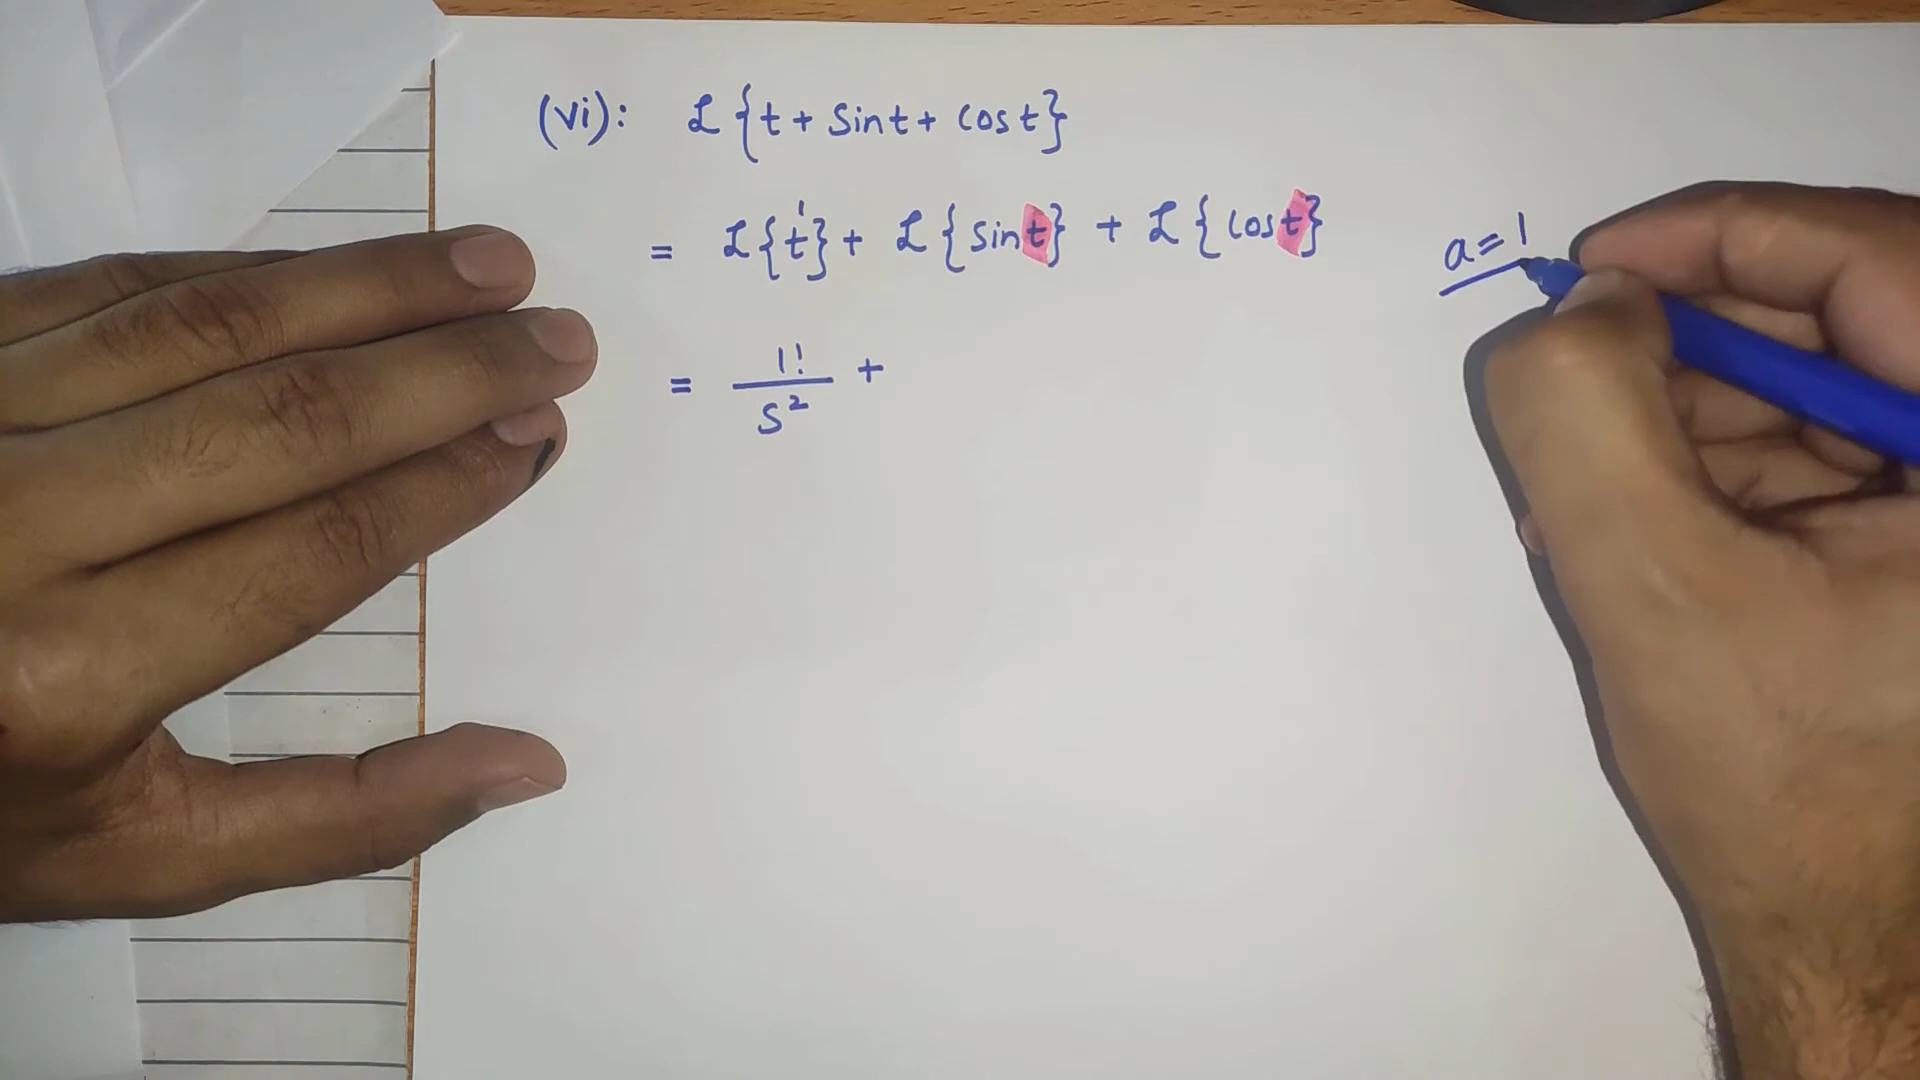 (vi): ℒ{t + Sint + Cost}
= ℒ{t¹} + ℒ{Sint} + ℒ{Cost}
a=1
= 1!/S² +